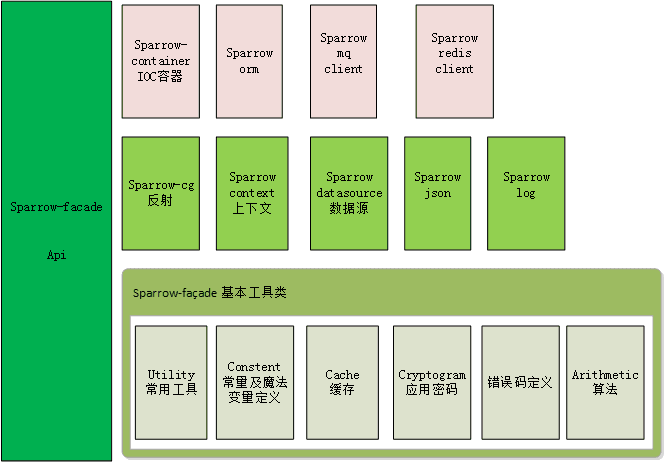 Sparrow-facade
Api
Sparrow-
container
IOC容器
Sparrow
orm
Sparrow
mq
client
Sparrow
redis
client
Sparrow-cg
反射
Sparrow
context
上下文
Sparrow
datasource
数据源
Sparrow
json
Sparrow
log
Sparrow-façade 基本工具类
Utility
常用工具
Constent
常量及魔法
变量定义
Cache
缓存
Cryptogram
应用密码
错误码定义
Arithmetic
算法